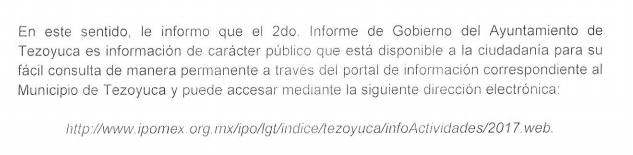 En este sentido, le informo que el 2do. Informe de Gobierno del Ayuntamiento de
Tezoyuca es información de carácter público que está disponible a la ciudadanía para su
fácil consulta de manera permanente a través del portal de información correspondiente al
Municipio de Tezoyuca y puede accesar mediante la siguiente dirección electrónica:
http://www.ipomex.org.mx/ipo/lgt/indice/tezoyuca/infoActividades/2017.web.